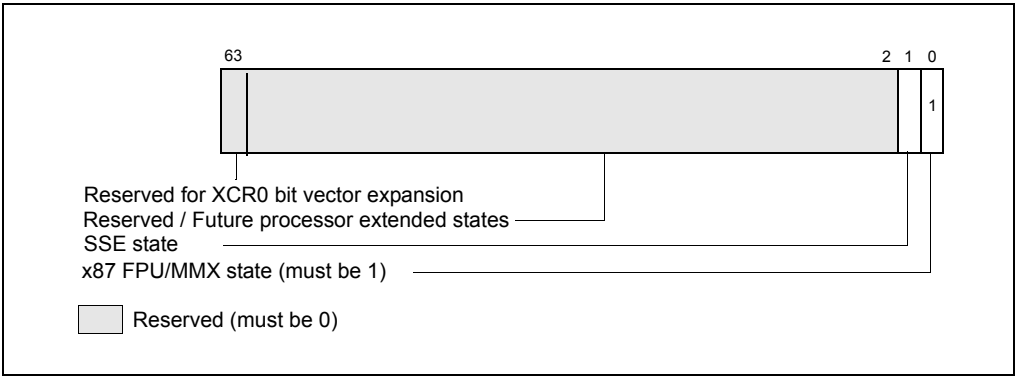 63
2 1 0
1
Reserved for XCR0 bit vector expansion
Reserved / Future processor extended states
SSE state
x87 FPU/MMX state (must be 1)
Reserved (must be 0)